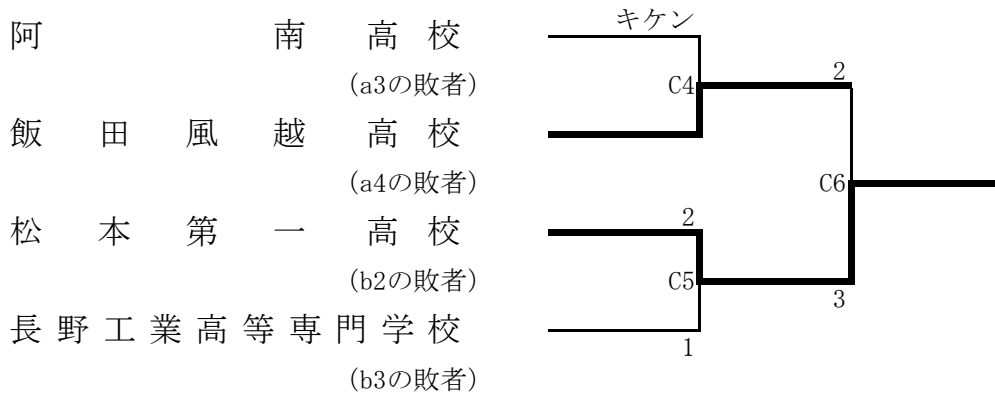 阿南高校
キケン
(a3の敗者)
C4
2
飯田風越高校
(a4の敗者)
C6
松本第一高校
2
(b2の敗者)
C5
3
長野工業高等専門学校
1
(b3の敗者)